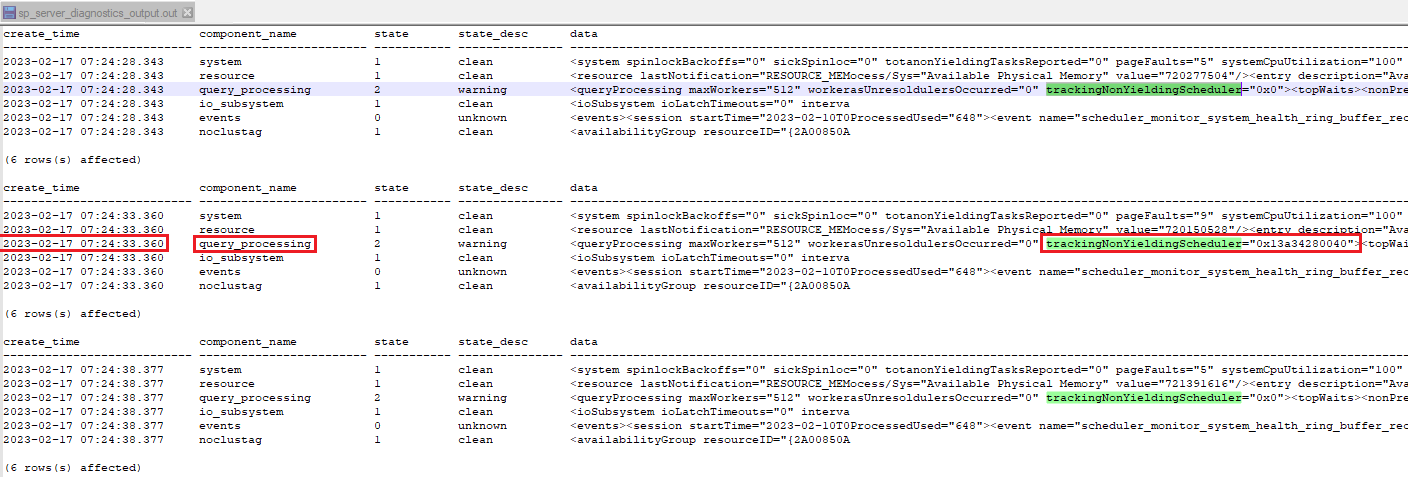 sp_server_diagnostics_output.out
create_time component_name state state_desc data
2023-02-17 07:24:28.343 system 1 clean <system spinlockBackoffs="0" sickSpinloc="0" totanonYieldingTasksReported="0" pageFaults="5" systemCpuUtilization="100"
2023-02-17 07:24:28.343 resource 1 clean <resource lastNotification="RESOURCE_MEMocess/Sys="Available Physical Memory" value="720277504"/><entry description="Ava
2023-02-17 07:24:28.343 query_processing 2 warning <queryProcessing maxWorkers="512" workerasUnresoldulersOccurred="0" trackingNonYieldingScheduler="0x0"><topWaits><nonPre
2023-02-17 07:24:28.343 io_subsystem 1 clean <ioSubsystem ioLatchTimeouts="0" interva
2023-02-17 07:24:28.343 events 0 unknown <events><session startTime="2023-02-10T0ProcessedUsed="648"><event name="scheduler_monitor_system_health_ring_buffer_rec
2023-02-17 07:24:28.343 noclustag 1 clean <availabilityGroup resourceID="{2A00850A
(6 rows(s) affected)
create_time component_name state state_desc data
2023-02-17 07:24:33.360 system 1 clean <system spinlockBackoffs="0" sickSpinloc="0" totanonYieldingTasksReported="0" pageFaults="9" systemCpuUtilization="100"
2023-02-17 07:24:33.360 resource 1 clean <resource lastNotification="RESOURCE_MEMocess/Sys="Available Physical Memory" value="720150528"/><entry description="Ava
2023-02-17 07:24:33.360 query_processing 2 warning <queryProcessing maxWorkers="512" workerasUnresoldulersOccurred="0" trackingNonYieldingScheduler="0x13a34280040"><topWai
2023-02-17 07:24:33.360 io_subsystem 1 clean <ioSubsystem ioLatchTimeouts="0" interva
2023-02-17 07:24:33.360 events 0 unknown <events><session startTime="2023-02-10T0ProcessedUsed="648"><event name="scheduler_monitor_system_health_ring_buffer_rec
2023-02-17 07:24:33.360 noclustag 1 clean <availabilityGroup resourceID="{2A00850A
(6 rows(s) affected)
create_time component_name state state_desc data
2023-02-17 07:24:38.377 system 1 clean <system spinlockBackoffs="0" sickSpinloc="0" totanonYieldingTasksReported="0" pageFaults="5" systemCpuUtilization="100"
2023-02-17 07:24:38.377 resource 1 clean <resource lastNotification="RESOURCE_MEMocess/Sys="Available Physical Memory" value="721391616"/><entry description="Ava
2023-02-17 07:24:38.377 query_processing 2 warning <queryProcessing maxWorkers="512" workerasUnresoldulersOccurred="0" trackingNonYieldingScheduler="0x0"><topWaits><nonPre
2023-02-17 07:24:38.377 io_subsystem 1 clean <ioSubsystem ioLatchTimeouts="0" interva
2023-02-17 07:24:38.377 events 0 unknown <events><session startTime="2023-02-10T0ProcessedUsed="648"><event name="scheduler_monitor_system_health_ring_buffer_rec
2023-02-17 07:24:38.377 noclustag 1 clean <availabilityGroup resourceID="{2A00850A
(6 rows(s) affected)